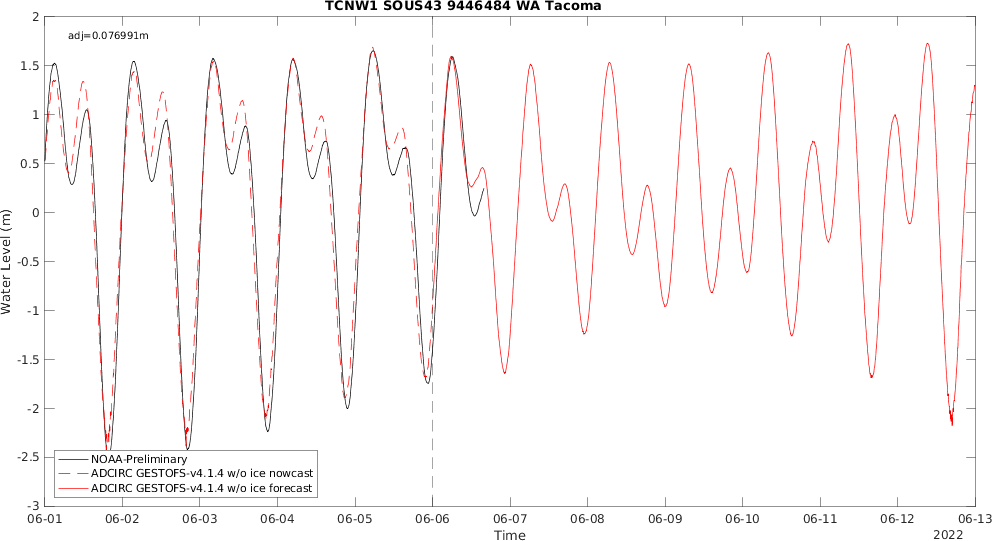 TCNW1 SOUS43 9446484 WA Tacoma
adj=0.076991m
2
1.5
1
0.5
0
-0.5
-1
-1.5
-2
-2.5
-3
Water Level (m)
NOAA-Preliminary
ADCIRC GESTOFS-v4.1.4 w/o ice nowcast
ADCIRC GESTOFS-v4.1.4 w/o ice forecast
06-01 06-02 06-03 06-04 06-05 06-06 06-07 06-08 06-09 06-10 06-11 06-12 06-13
Time
2022